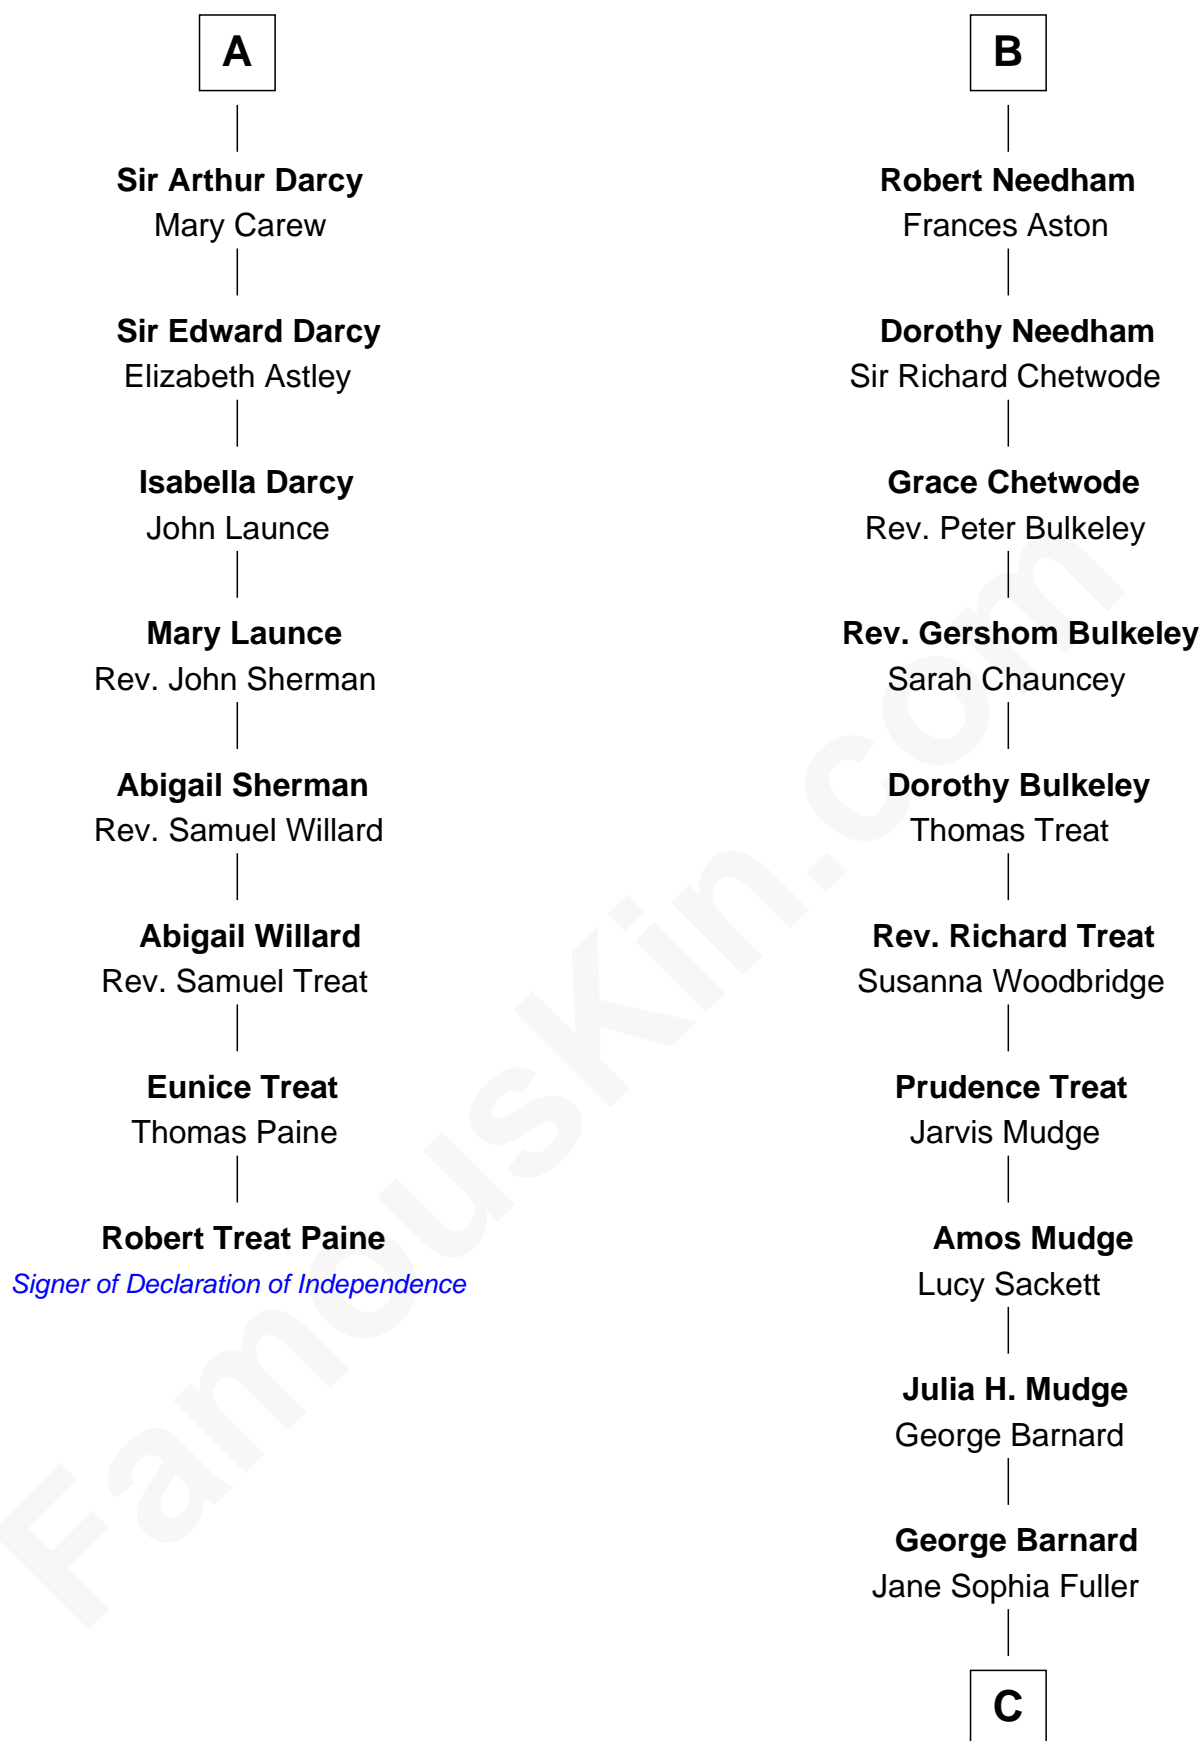 A
Sir Arthur Darcy
Mary Carew
Sir Edward Darcy
Elizabeth Astley
Isabella Darcy
John Launce
Mary Launce
Rev. John Sherman
Abigail Sherman
Rev. Samuel Willard
Abigail Willard
Rev. Samuel Treat
Eunice Treat
Thomas Paine
Robert Treat Paine
Signer of Declaration of Independence
B
Robert Needham
Frances Aston
Dorothy Needham
Sir Richard Chetwode
Grace Chetwode
Rev. Peter Bulkeley
Rev. Gershom Bulkeley
Sarah Chauncey
Dorothy Bulkeley
Thomas Treat
Rev. Richard Treat
Susanna Woodbridge
Prudence Treat
Jarvis Mudge
Amos Mudge
Lucy Sackett
Julia H. Mudge
George Barnard
George Barnard
Jane Sophia Fuller
C
FamousKin.com